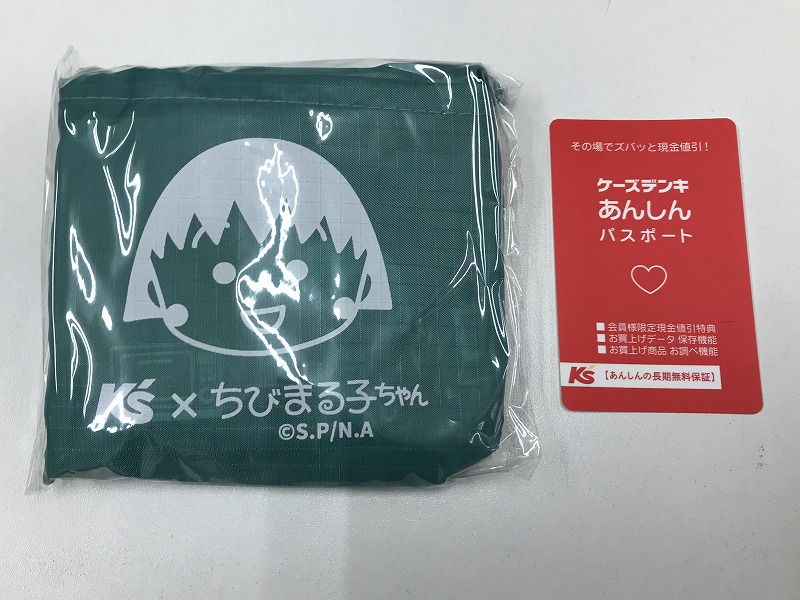 K's × ちびまる子ちゃん
©S.P/N.A
その場でズバッと現金値引！
ケーズデンキ
あんしん
パスポート
■会員様限定現金値引特典
■お買上げデータ 保存機能
■お買上げ商品 お調べ機能
K's 【あんしんの長期無料保証】